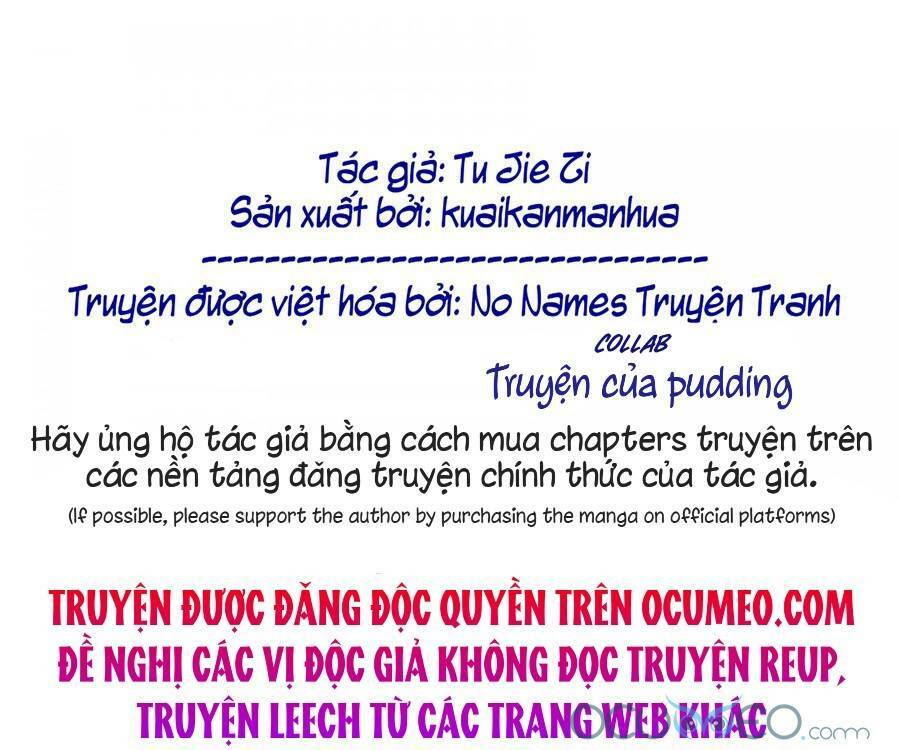 Tác giả: Tu Jie Zi
Sản xuất bởi: kuaikanmanhua
--------------------------------
Truyện được việt hóa bởi: No Names Truyện Tranh
COLLAB
Truyện của pudding
Hãy ủng hộ tác giả bằng cách mua chapters truyện trên
các nền tảng đăng truyện chính thức của tác giả.
(If possible, please support the author by purchasing the manga on official platforms)
TRUYỆN ĐƯỢC ĐĂNG ĐỘC QUYỀN TRÊN OCUMEO.COM
ĐỀ NGHỊ CÁC VỊ ĐỘC GIẢ KHÔNG ĐỌC TRUYỆN REUP,
TRUYỆN LEECH TỪ CÁC TRANG WEB KHÁC
OCUMEO.comm